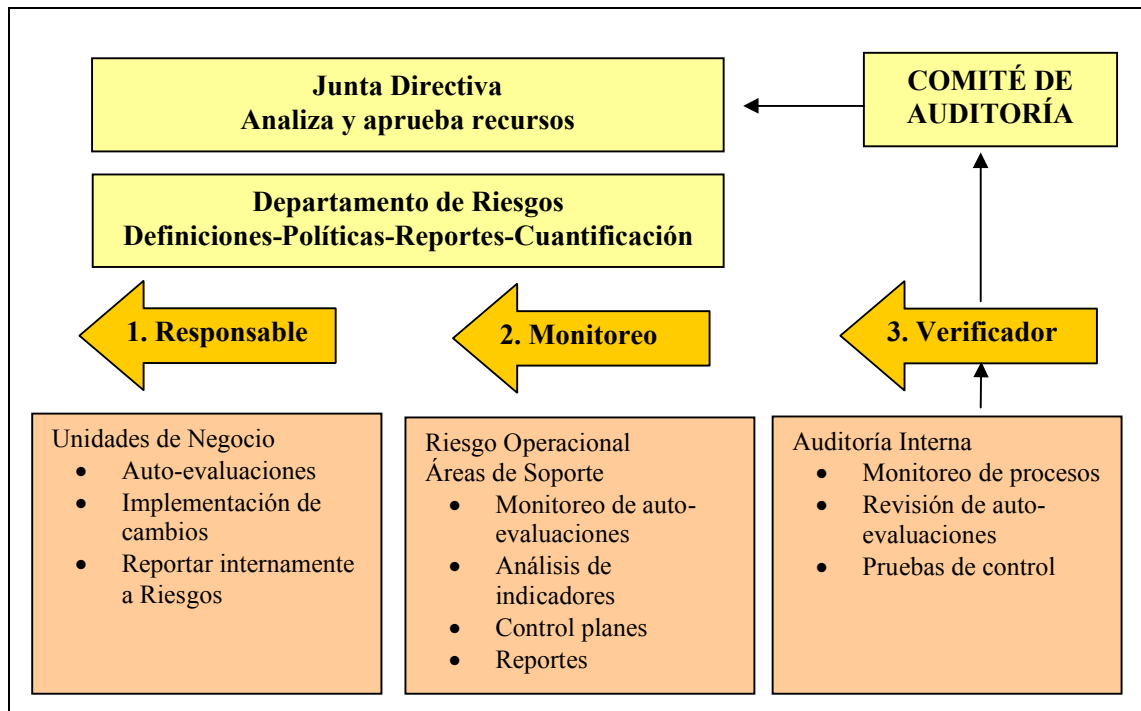 Junta Directiva
Analiza y aprueba recursos
COMITÉ DE
AUDITORÍA
Departamento de Riesgos
Definiciones-Políticas-Reportes-Cuantificación
1. Responsable
2. Monitoreo
3. Verificador
Unidades de Negocio
• Auto-evaluaciones
• Implementación de
cambios
• Reportar internamente
a Riesgos
Riesgo Operacional
Áreas de Soporte
• Monitoreo de auto-
evaluaciones
• Análisis de
indicadores
• Control planes
• Reportes
Auditoría Interna
• Monitoreo de procesos
• Revisión de auto-
evaluaciones
• Pruebas de control